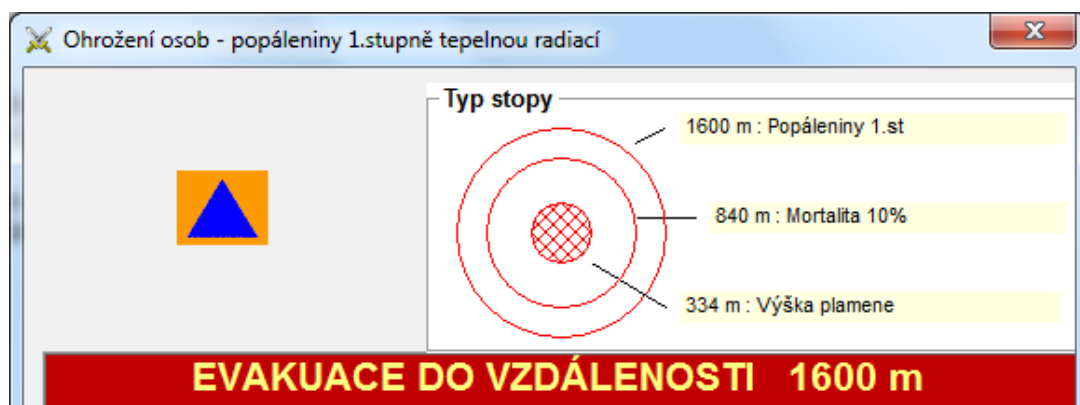 Ohrožení osob - popáleniny 1.stupně tepelnou radiací
Typ stopy
1600 m : Popáleniny 1.st
840 m : Mortalita 10%
334 m : Výška plamene
EVAKUACE DO VZDÁLENOSTI 1600 m